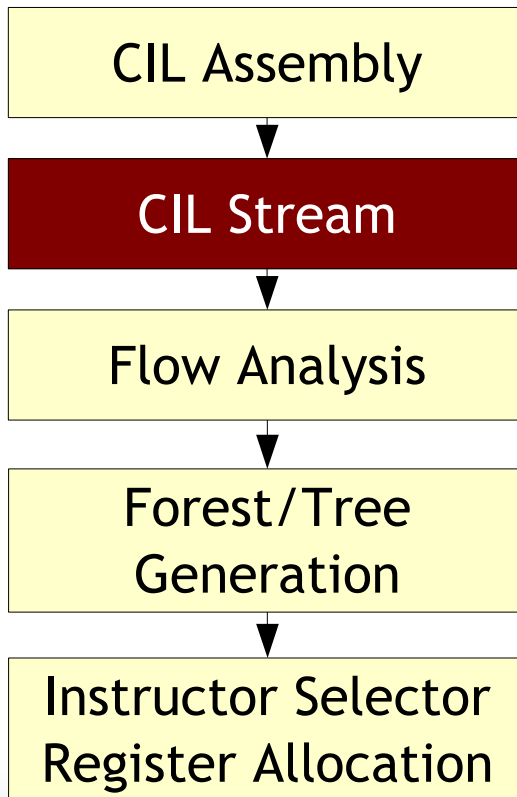 CIL Assembly
CIL Stream
Flow Analysis
Forest/Tree
Generation
Instructor Selector
Register Allocation